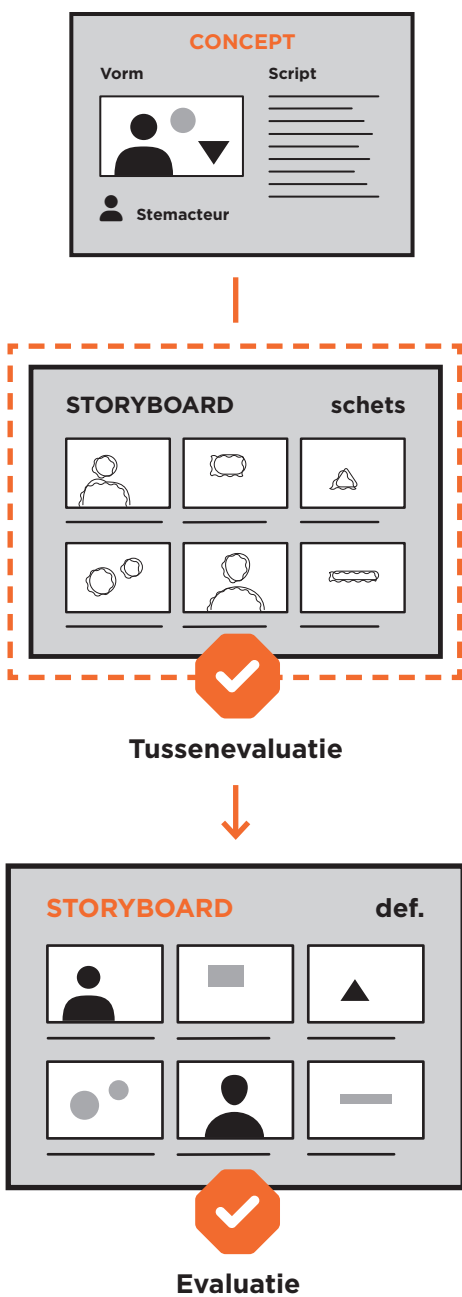 CONCEPT
Vorm Script
Stemacteur
STORYBOARD schets
Tussenevaluatie
STORYBOARD def.
Evaluatie